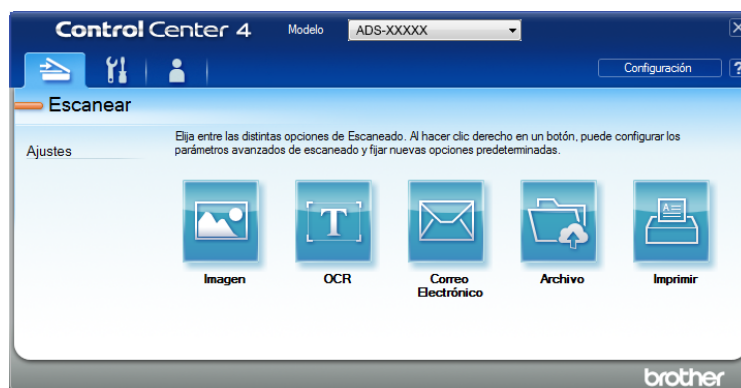 Control Center 4
Modelo
ADS-XXXXX
Configuración
?
Escanear
Ajustes
Elija entre las distintas opciones de Escaneado. Al hacer clic derecho en un botón, puede configurar los
parámetros avanzados de escaneado y fijar nuevas opciones predeterminadas.
T
A
Imagen
OCR
Correo
Electrónico
Archivo
Imprimir
brother